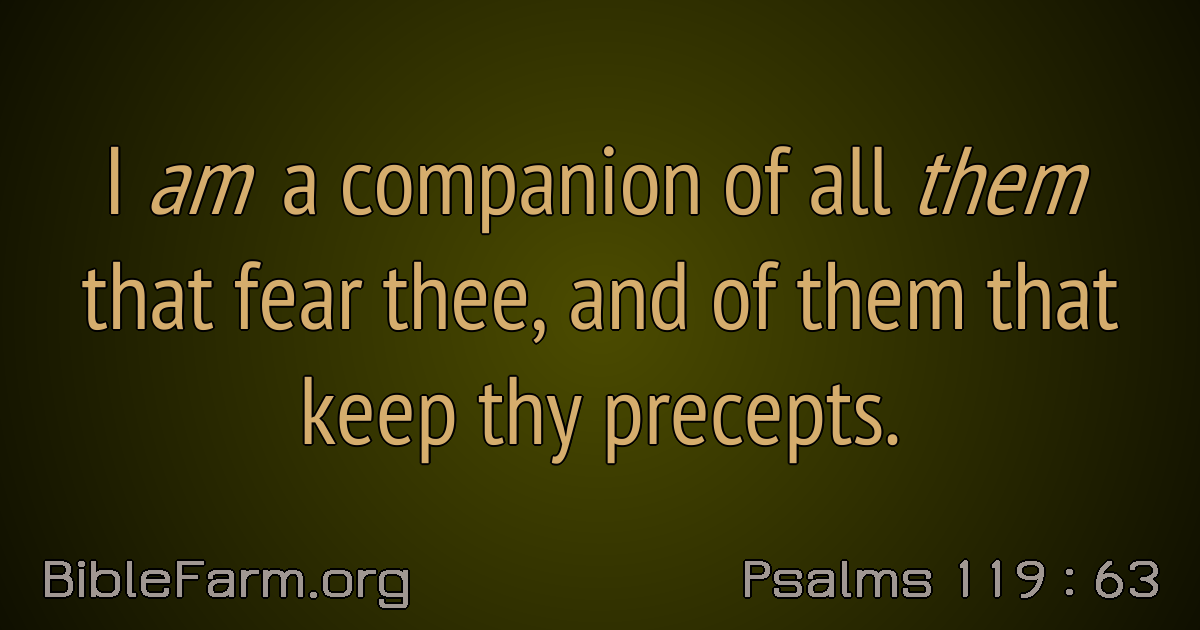 I am a companion of all them
that fear thee, and of them that
keep thy precepts.
BibleFarm.org
Psalms 119 : 63